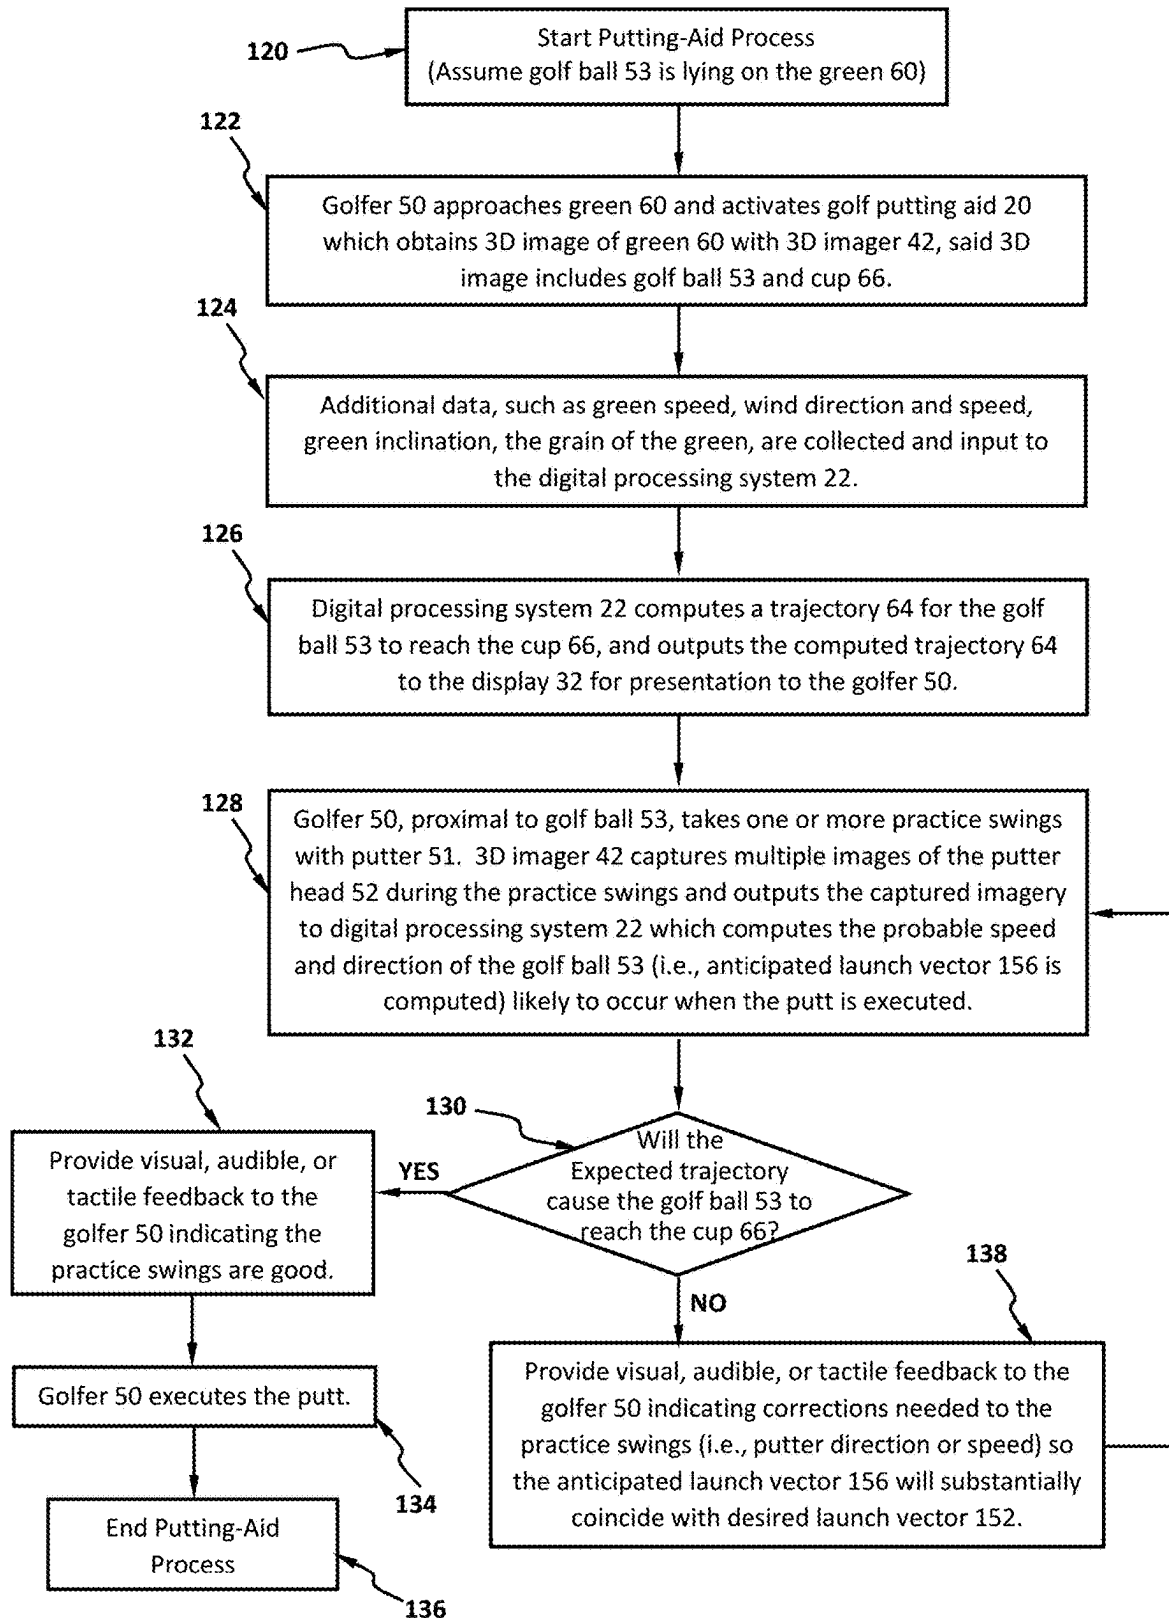 120
Start Putting-Aid Process
(Assume golf ball 53 is lying on the green 60)
122
Golfer 50 approaches green 60 and activates golf putting aid 20
which obtains 3D image of green 60 with 3D imager 42, said 3D
image includes golf ball 53 and cup 66.
124
Additional data, such as green speed, wind direction and speed,
green inclination, the grain of the green, are collected and input to
the digital processing system 22.
126
Digital processing system 22 computes a trajectory 64 for the golf
ball 53 to reach the cup 66, and outputs the computed trajectory 64
to the display 32 for presentation to the golfer 50.
128
Golfer 50, proximal to golf ball 53, takes one or more practice swings
with putter 51.  3D imager 42 captures multiple images of the putter
head 52 during the practice swings and outputs the captured imagery
to digital processing system 22 which computes the probable speed
and direction of the golf ball 53 (i.e., anticipated launch vector 156 is
computed) likely to occur when the putt is executed.
130
Will the
Expected trajectory
cause the golf ball 53 to
reach the cup 66?
YES
132
Provide visual, audible, or
tactile feedback to the
golfer 50 indicating the
practice swings are good.
Golfer 50 executes the putt.
134
End Putting-Aid
Process
136
NO
138
Provide visual, audible, or tactile feedback to the
golfer 50 indicating corrections needed to the
practice swings (i.e., putter direction or speed) so
the anticipated launch vector 156 will substantially
coincide with desired launch vector 152.